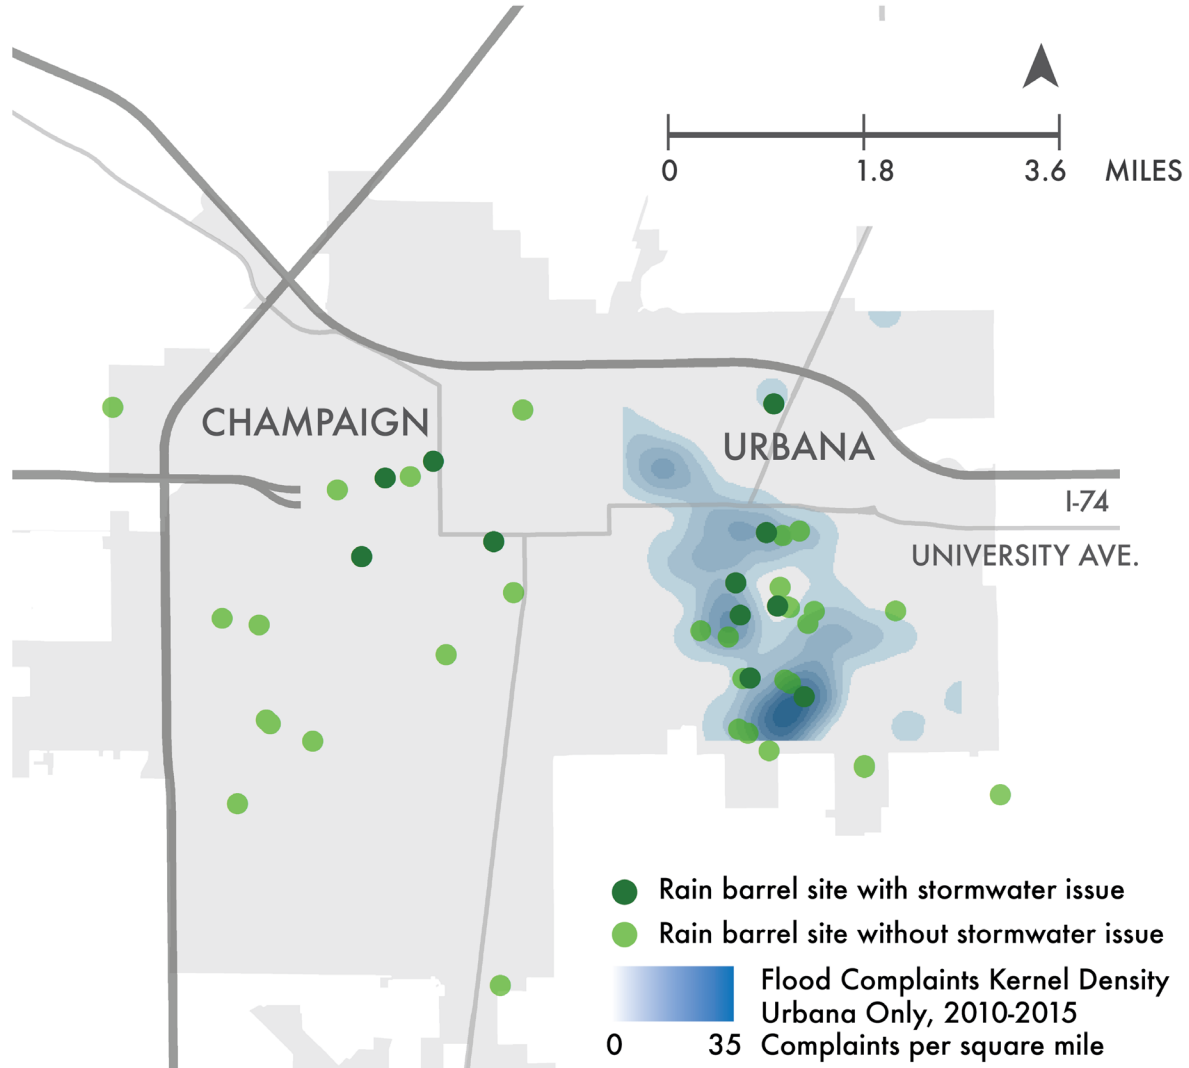 0 1.8 3.6 MILES
CHAMPAIGN
URBANA
I-74
UNIVERSITY AVE.
Rain barrel site with stormwater issue
Rain barrel site without stormwater issue
Flood Complaints Kernel Density
Urbana Only, 2010-2015
0 35 Complaints per square mile